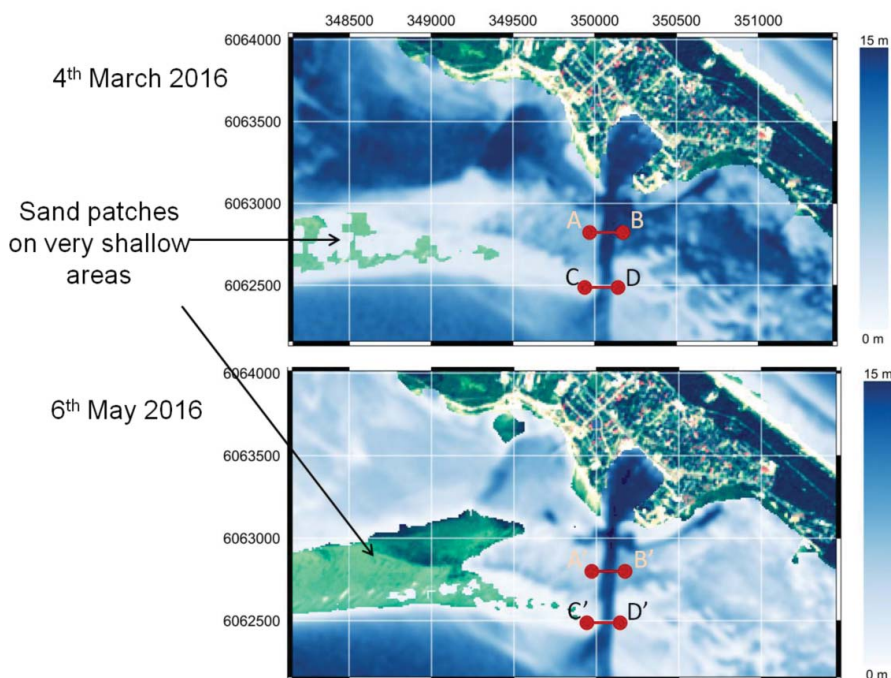 348500 349000 349500 350000 350500 351000
6064000
15 m
4th March 2016
6063500
6063000
Sand patches
on very shallow
areas
A B
C D
6062500
0 m
6064000
15 m
6th May 2016
6063500
6063000
A' B'
C' D'
6062500
0 m